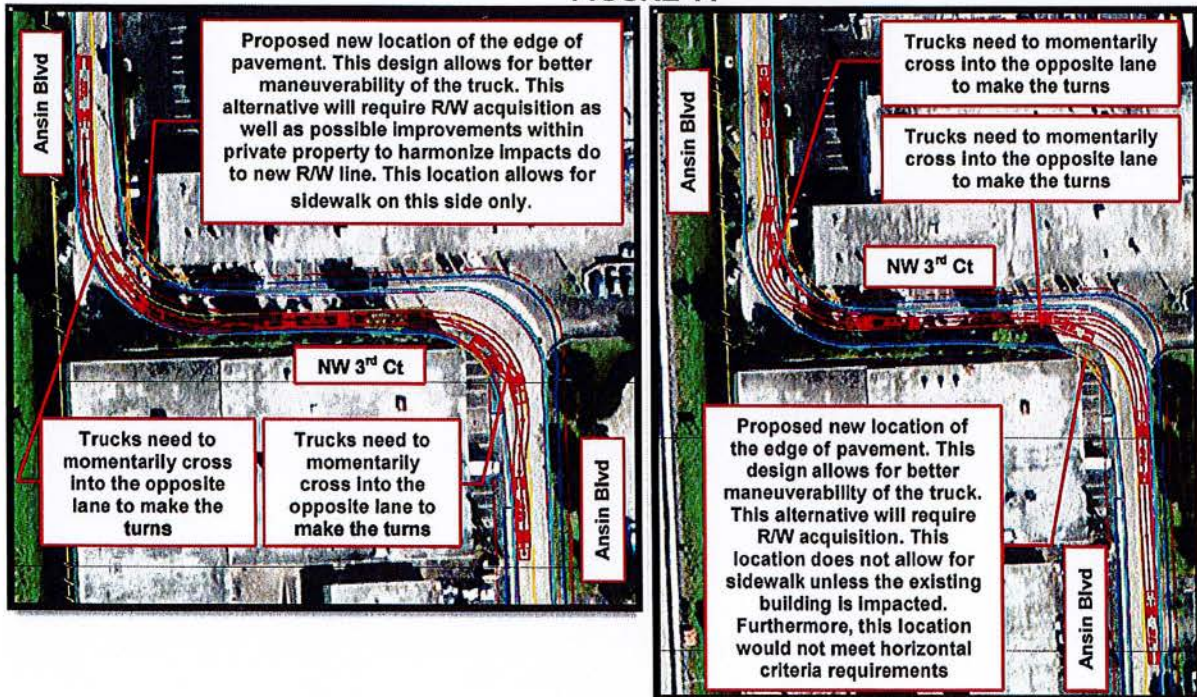 Ansin Blvd
Proposed new location of the edge of
pavement. This design allows for better
maneuverability of the truck. This
alternative will require R/W acquisition as
well as possible improvements within
private property to harmonize impacts do
to new R/W line. This location allows for
sidewalk on this side only.
NW 3rd Ct
Trucks need to
momentarily cross
into the opposite
lane to make the
turns
Trucks need to
momentarily
cross into the
opposite lane to
make the turns
Ansin Blvd
Ansin Blvd
Trucks need to momentarily
cross into the opposite lane
to make the turns
Trucks need to momentarily
cross into the opposite lane
to make the turns
NW 3rd Ct
Proposed new location of
the edge of pavement. This
design allows for better
maneuverability of the truck.
This alternative will require
R/W acquisition. This
location does not allow for
sidewalk unless the existing
building is impacted.
Furthermore, this location
would not meet horizontal
criteria requirements
Ansin Blvd